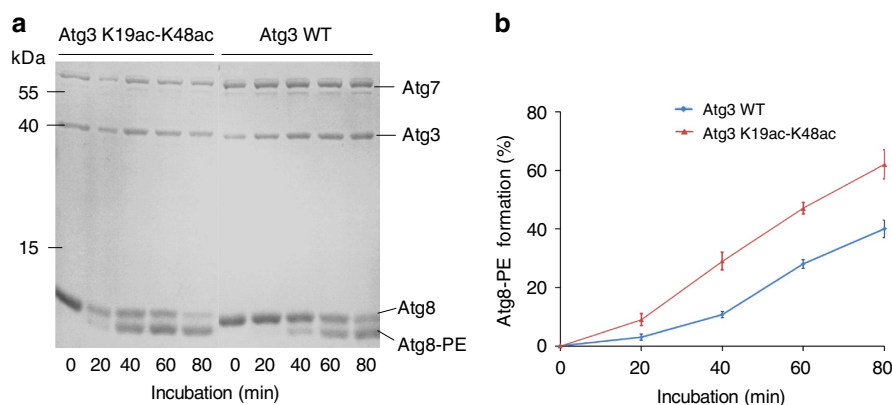 a
Atg3 K19ac-K48ac Atg3 WT
kDa
55
40
15
Atg7
Atg3
Atg8
Atg8-PE
0 20 40 60 80 0 20 40 60 80
Incubation (min)
b
Atg8-PE formation (%)
80
60
40
20
0
Atg3 WT
Atg3 K19ac-K48ac
0 20 40 60 80
Incubation (min)